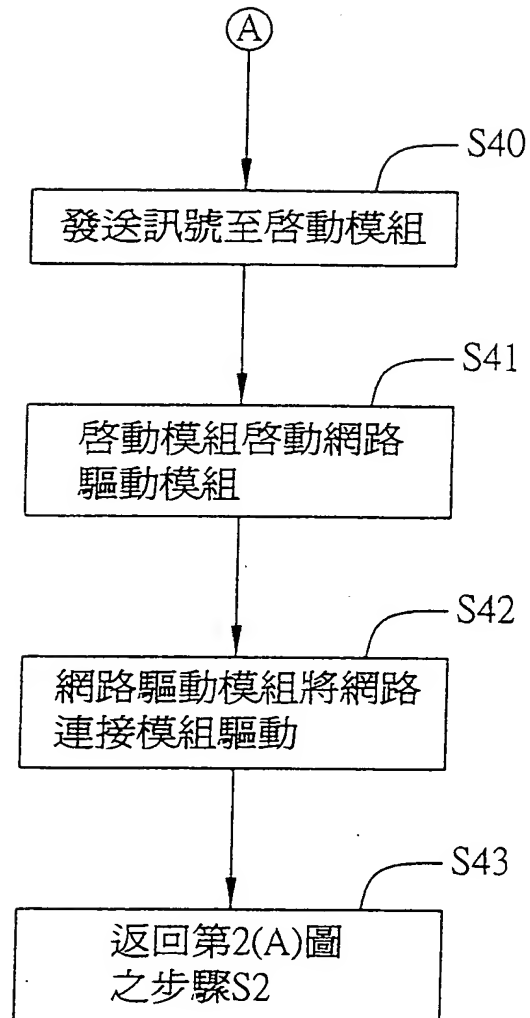 A
S40
發送訊號至啓動模組
S41
啓動模組啓動網路
驅動模組
S42
網路驅動模組將網路
連接模組驅動
S43
返回第2(A)圖
之步驟S2